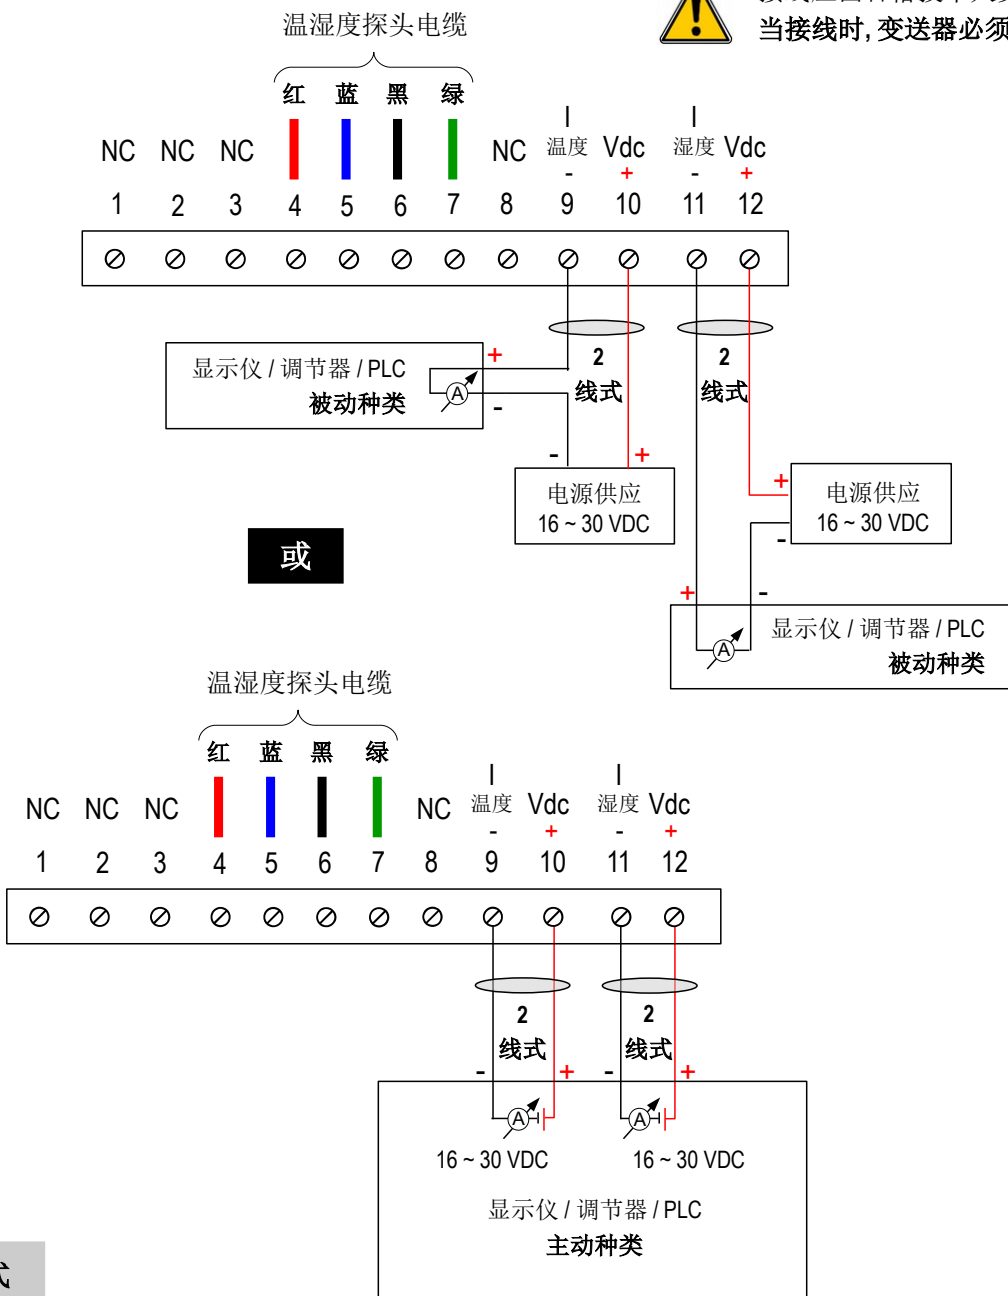 当接线时, 变送器必须
温湿度探头电缆
红 蓝 黑 绿
I I
NC NC NC NC 温度 Vdc 湿度 Vdc
- + - +
1 2 3 4 5 6 7 8 9 10 11 12
显示仪 / 调节器 / PLC
被动种类
+
A
-
2
线式
2
线式
- +
电源供应
16 ~ 30 VDC
+
电源供应
16 ~ 30 VDC
-
或
+ -
A
显示仪 / 调节器 / PLC
被动种类
温湿度探头电缆
红 蓝 黑 绿
I I
NC NC NC NC 温度 Vdc 湿度 Vdc
- + - +
1 2 3 4 5 6 7 8 9 10 11 12
2
线式
2
线式
- + - +
A A
16 ~ 30 VDC 16 ~ 30 VDC
显示仪 / 调节器 / PLC
主动种类
式